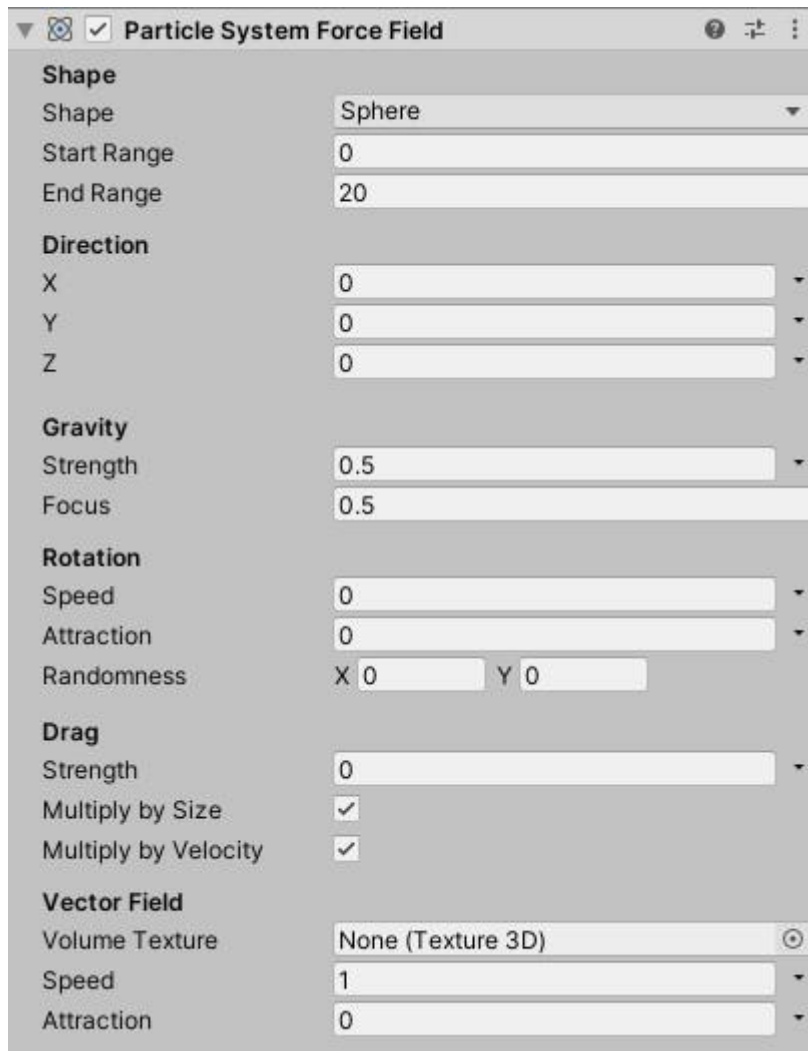 Particle System Force Field
Shape
Shape Sphere
Start Range 0
End Range 20
Direction
X 0
Y 0
Z 0
Gravity
Strength 0.5
Focus 0.5
Rotation
Speed 0
Attraction 0
Randomness X 0 Y 0
Drag
Strength 0
Multiply by Size
Multiply by Velocity
Vector Field
Volume Texture None (Texture 3D)
Speed 1
Attraction 0